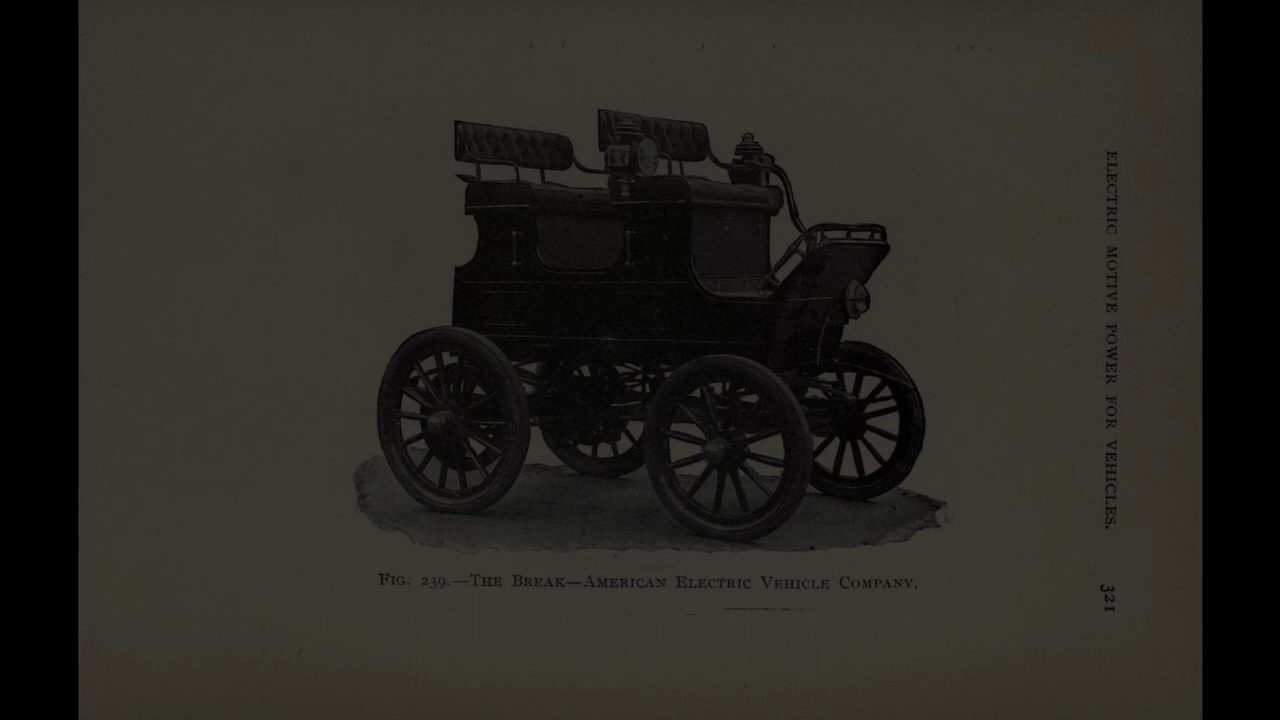 FIG. 239.—THE BREAK—AMERICAN ELECTRIC VEHICLE COMPANY.
ELECTRIC MOTIVE POWER FOR VEHICLES.
321